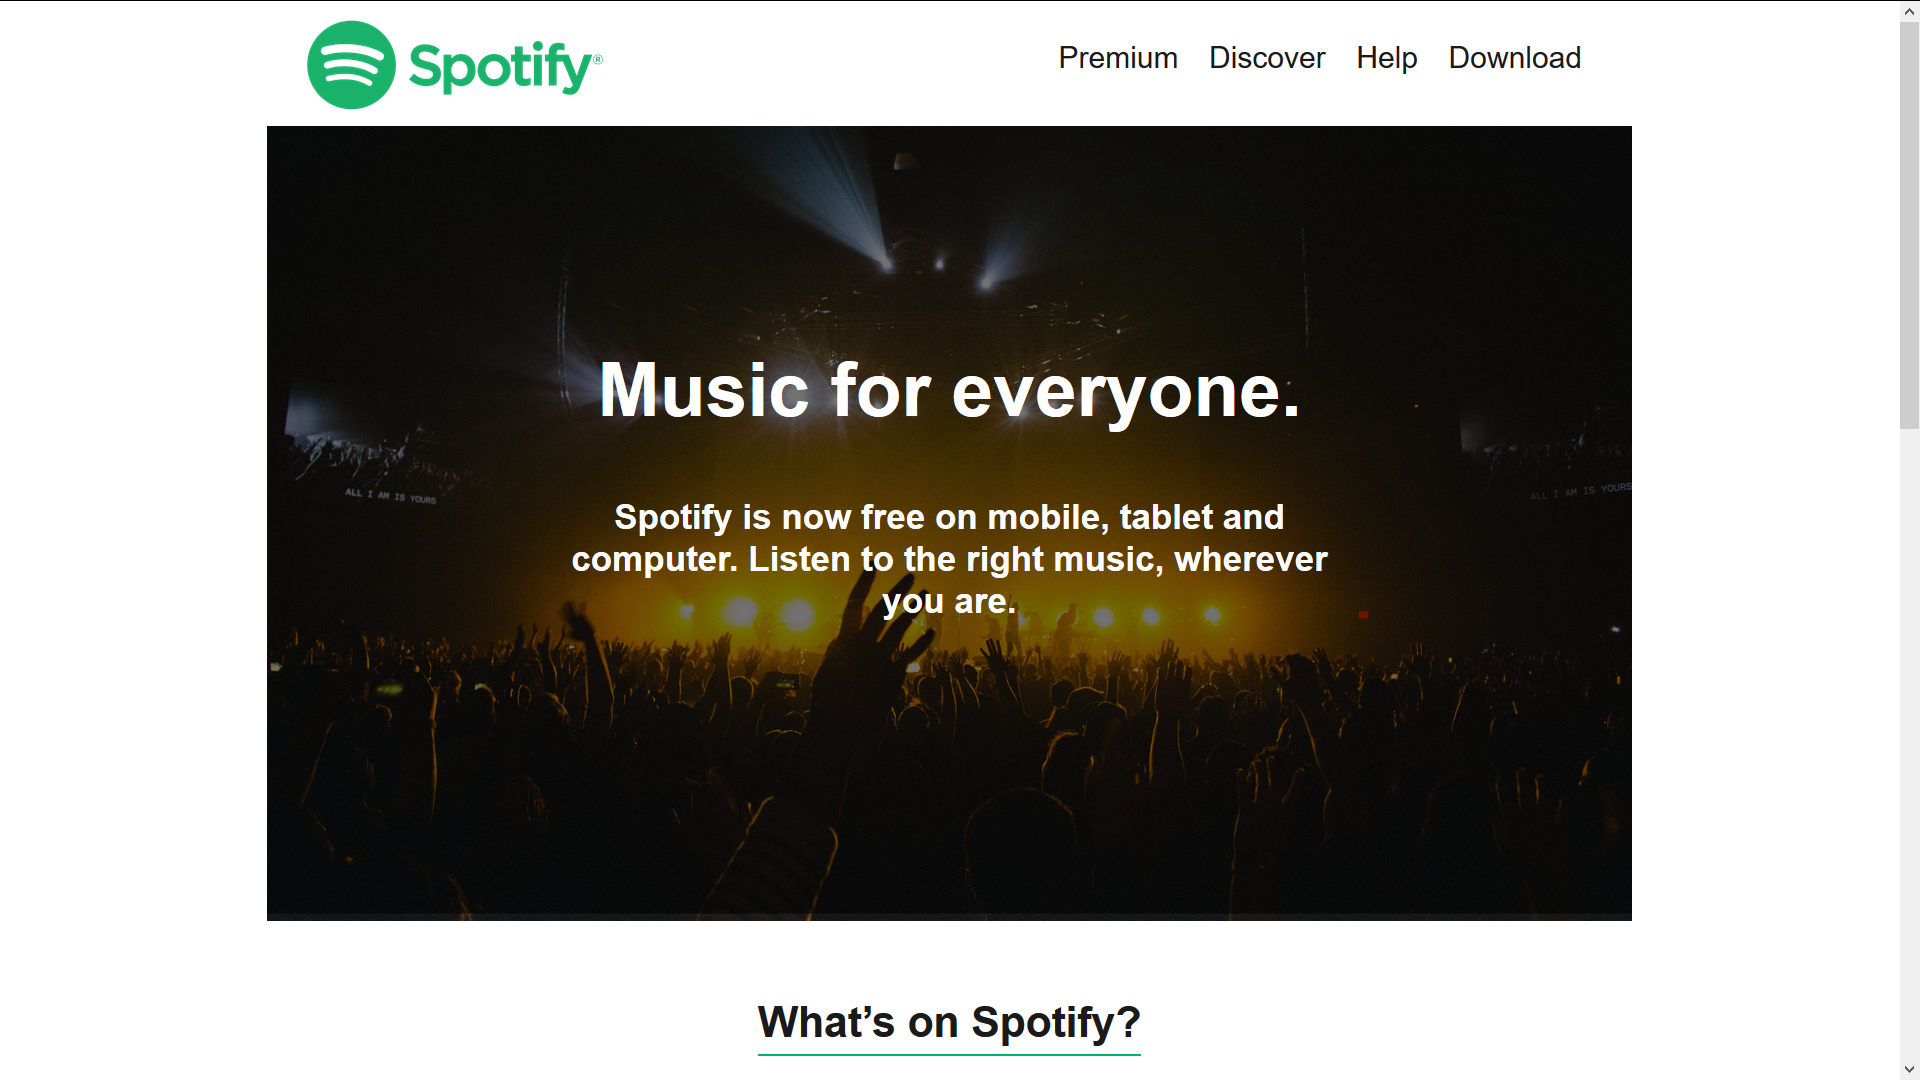 Spotify®
Premium Discover Help Download
Music for everyone.
ALL I AM IS YOURS
ALL I AM IS YOURS
Spotify is now free on mobile, tablet and
computer. Listen to the right music, wherever
you are.
What’s on Spotify?